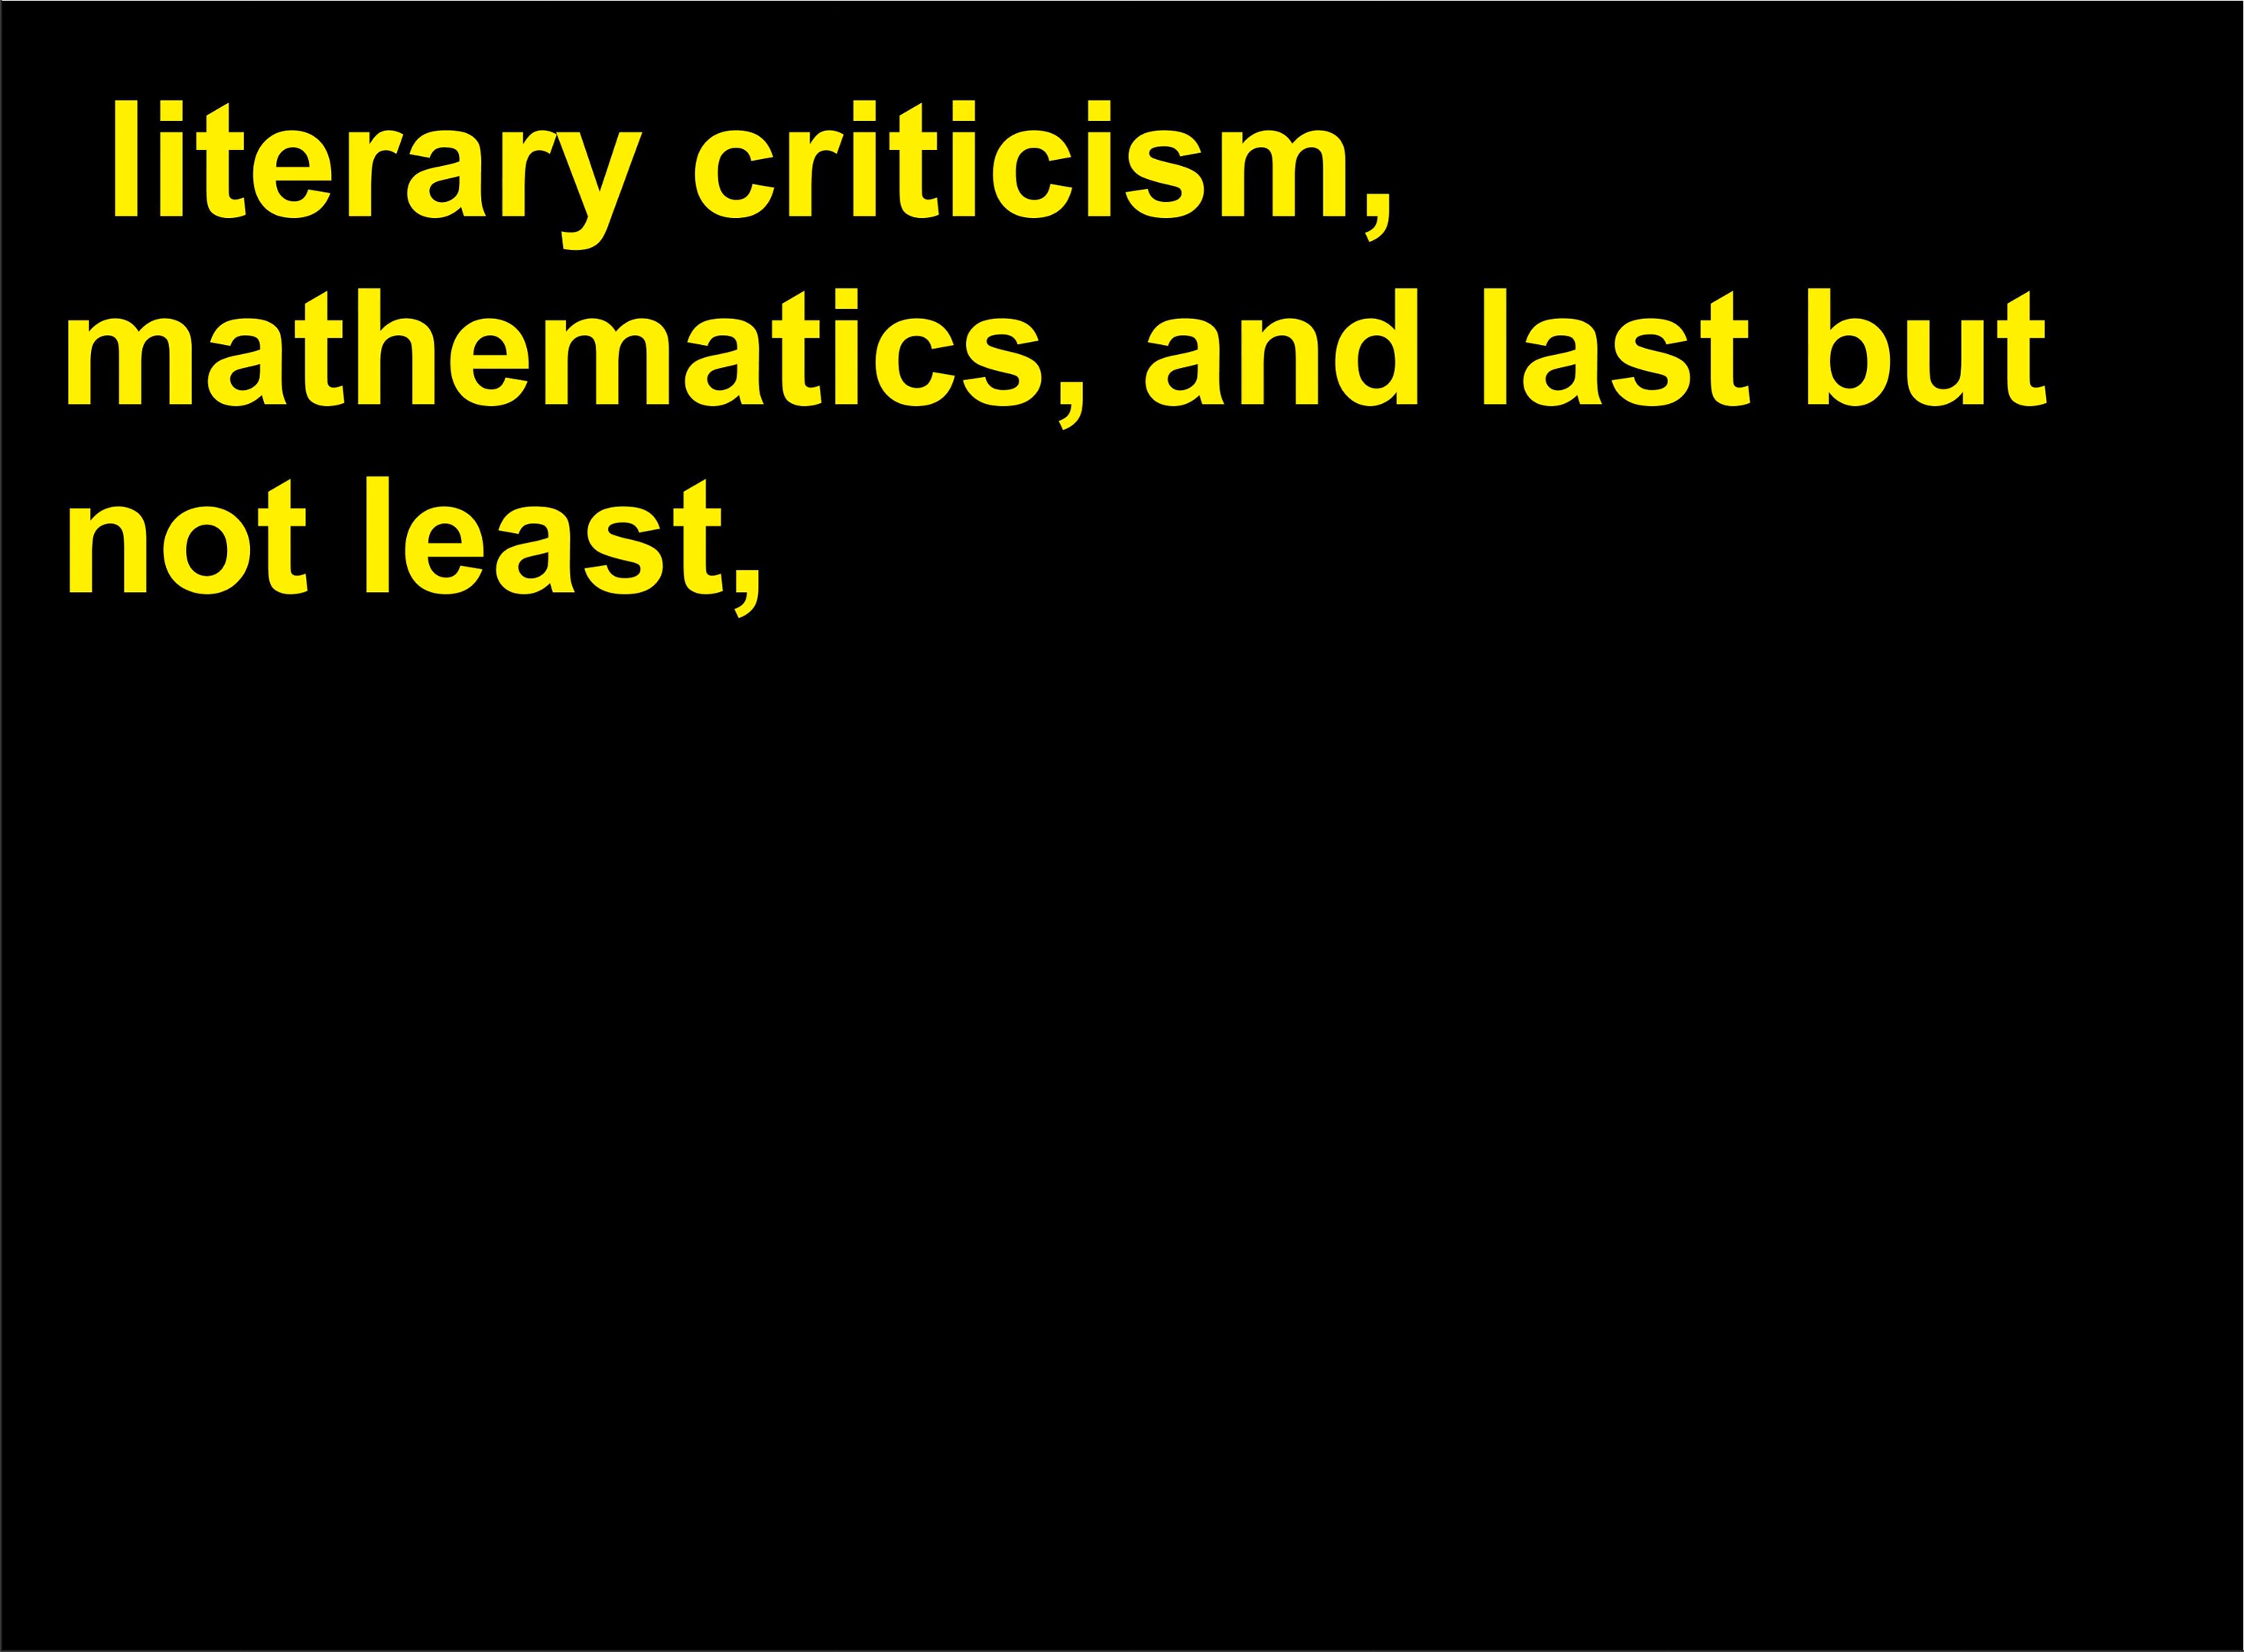 literary criticism,
mathematics, and last but
not least,